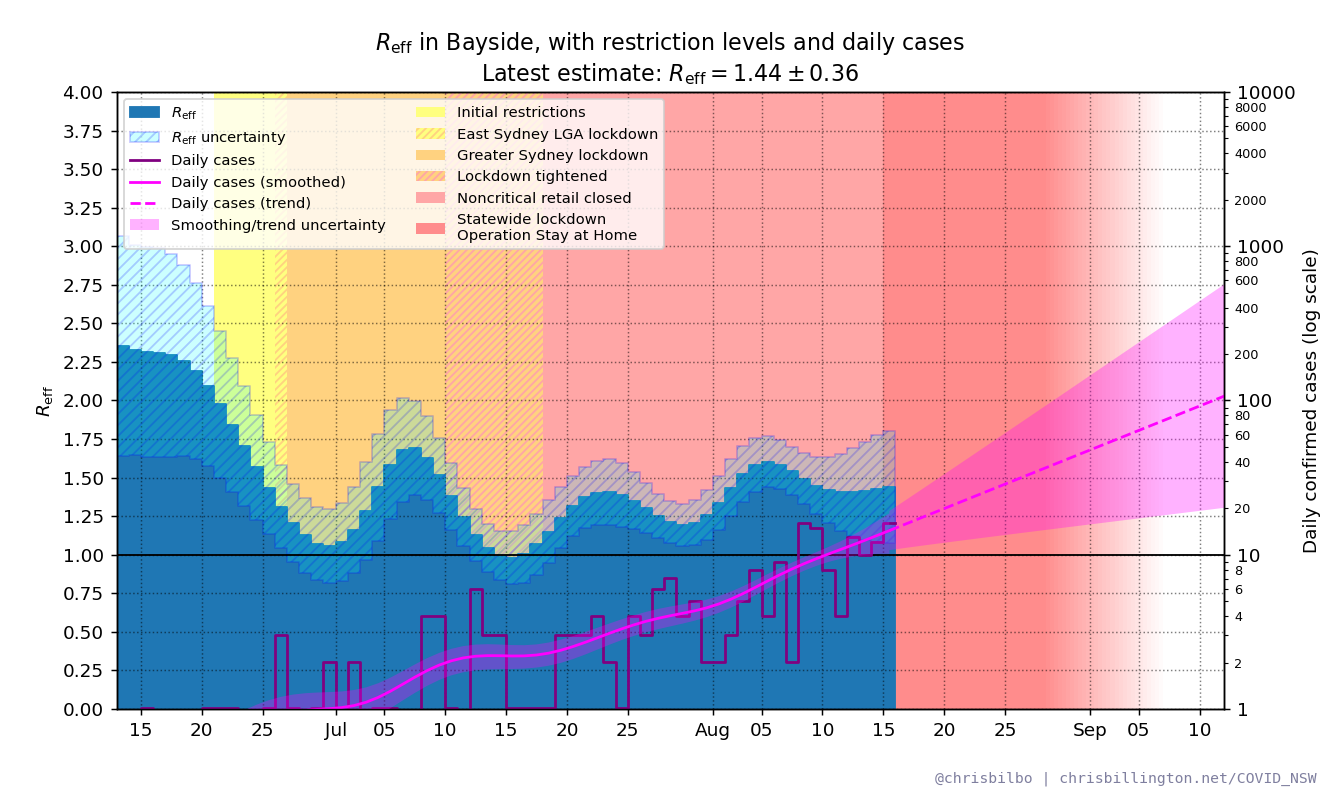 Reff in Bayside, with restriction levels and daily cases
Latest estimate: Reff = 1.44 ± 0.36
Reff
Reff uncertainty
Daily cases
Daily cases (smoothed)
Daily cases (trend)
Smoothing/trend uncertainty
Initial restrictions
East Sydney LGA lockdown
Greater Sydney lockdown
Lockdown tightened
Noncritical retail closed
Statewide lockdown
Operation Stay at Home
4.00
3.75
3.50
3.25
3.00
2.75
2.50
2.25
2.00
1.75
1.50
1.25
1.00
0.75
0.50
0.25
0.00
Reff
10000
8000
6000
4000
2000
1000
800
600
400
200
100
80
60
40
20
10
8
6
4
2
1
Daily confirmed cases (log scale)
15 20 25 Jul 05 10 15 20 25 Aug 05 10 15 20 25 Sep 05 10
@chrisbilbo | chrisbillington.net/COVID_NSW